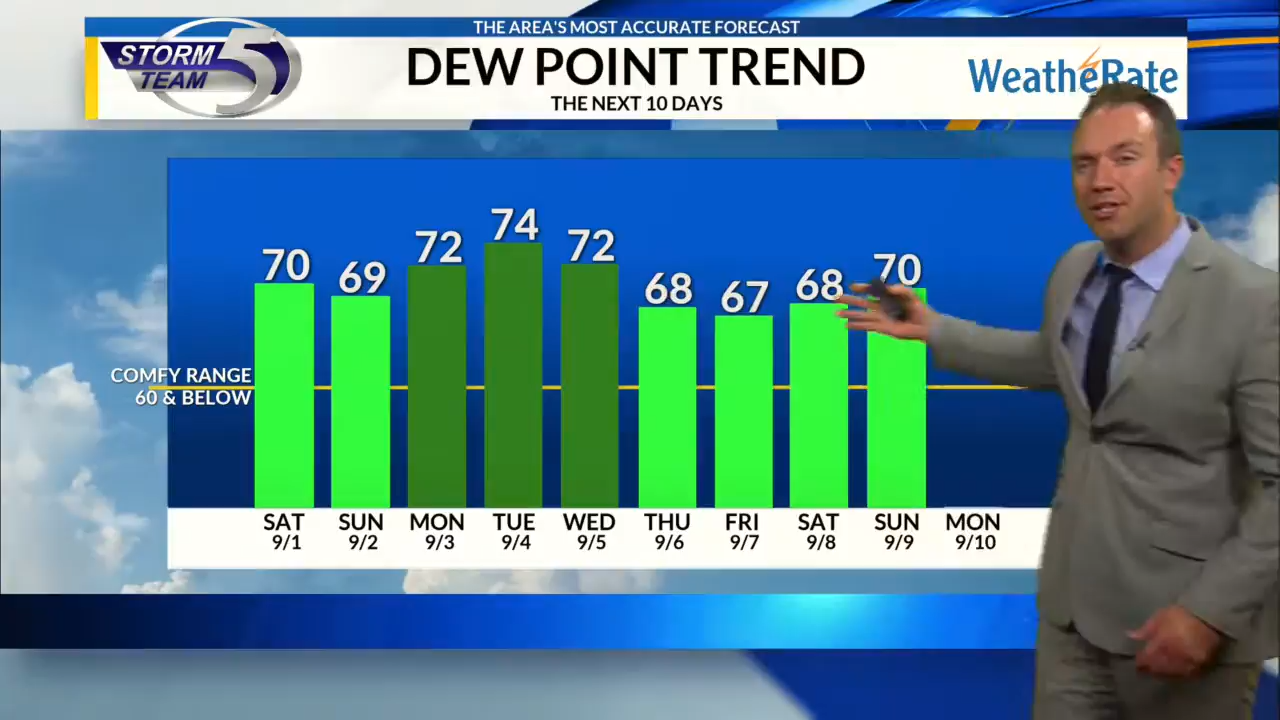 THE AREA'S MOST ACCURATE FORECAST
STORM TEAM 5
DEW POINT TREND
WeatheRate
THE NEXT 10 DAYS
70 69 72 74 72 68 67 68 70
COMFY RANGE
60 & BELOW
SAT SUN MON TUE WED THU FRI SAT SUN MON
9/1 9/2 9/3 9/4 9/5 9/6 9/7 9/8 9/9 9/10